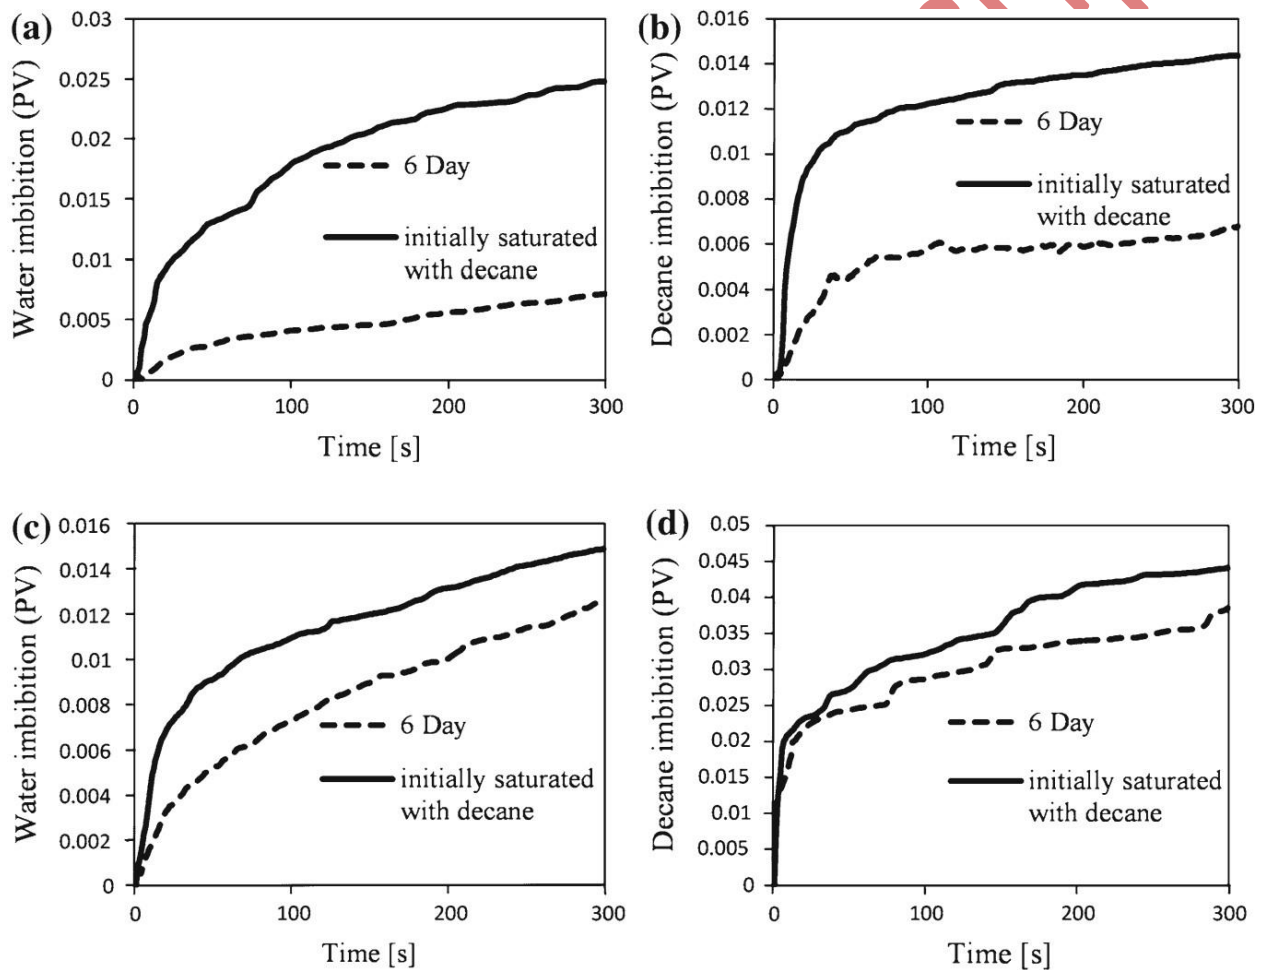 (a)
Water imbibition (PV)
0.03
0.025
0.02
0.015
0.01
0.005
0
6 Day
initially saturated
with decane
0
100
200
300
Time [s]
(b)
Decane imbibition (PV)
0.016
0.014
0.012
0.01
0.008
0.006
0.004
0.002
0
6 Day
initially saturated
with decane
0
100
200
300
Time [s]
(c)
Water imbibition (PV)
0.016
0.014
0.012
0.01
0.008
0.006
0.004
0.002
0
6 Day
initially saturated
with decane
0
100
200
300
Time [s]
(d)
Decane imbibition (PV)
0.05
0.045
0.04
0.035
0.03
0.025
0.02
0.015
0.01
0.005
0
6 Day
initially saturated
with decane
0
100
200
300
Time [s]